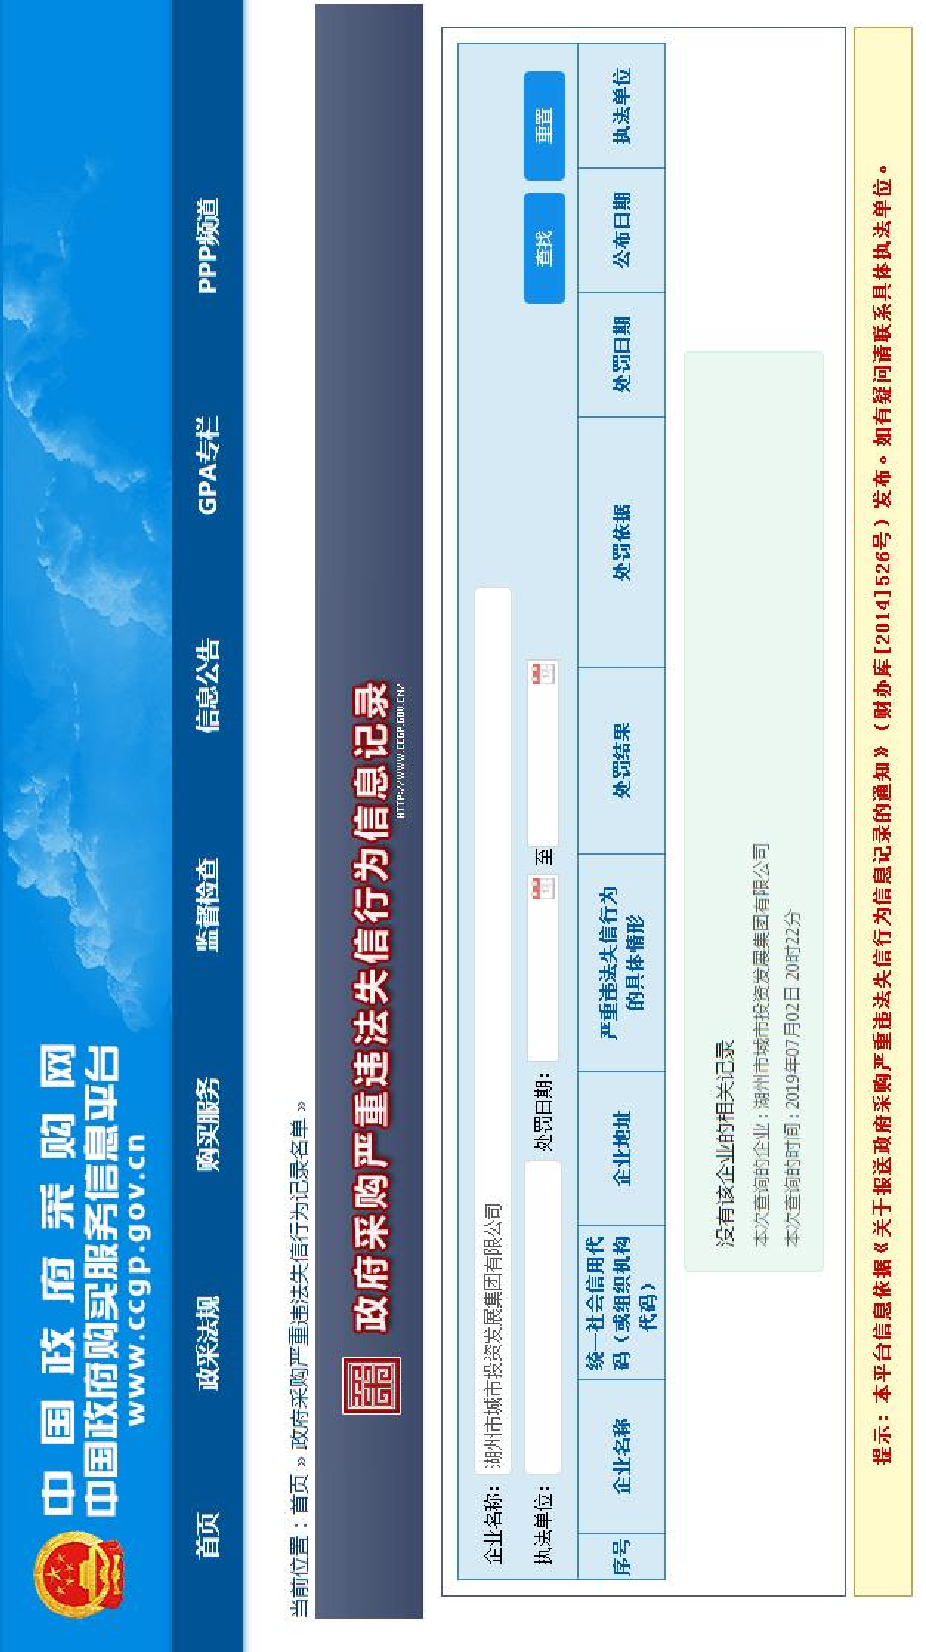 中国政府采购网
中国政府购买服务信息平台
www.ccgp.gov.cn
首页 政采法规 购买服务 监督检查 信息公告 GPA专栏 PPP频道
当前位置：首页 » 政府采购严重违法失信行为记录名单 »
政府采购严重违法失信行为信息记录
HTTP://WWW.CCGP.GOV.CN/
企业名称： 湖州市城市投资发展集团有限公司
执法单位： 处罚日期： 至 查找 重置
序号 企业名称 统一社会信用代码（或组织机构代码） 企业地址 严重违法失信行为的具体情形 处罚结果 处罚依据 处罚日期 公布日期 执法单位
没有该企业的相关记录
本次查询的企业：湖州市城市投资发展集团有限公司
本次查询的时间：2019年07月02日 20时22分
提示：本平台信息依据《关于报送政府采购严重违法失信行为信息记录的通知》（财办库[2014]526号）发布。如有疑问请联系具体执法单位。